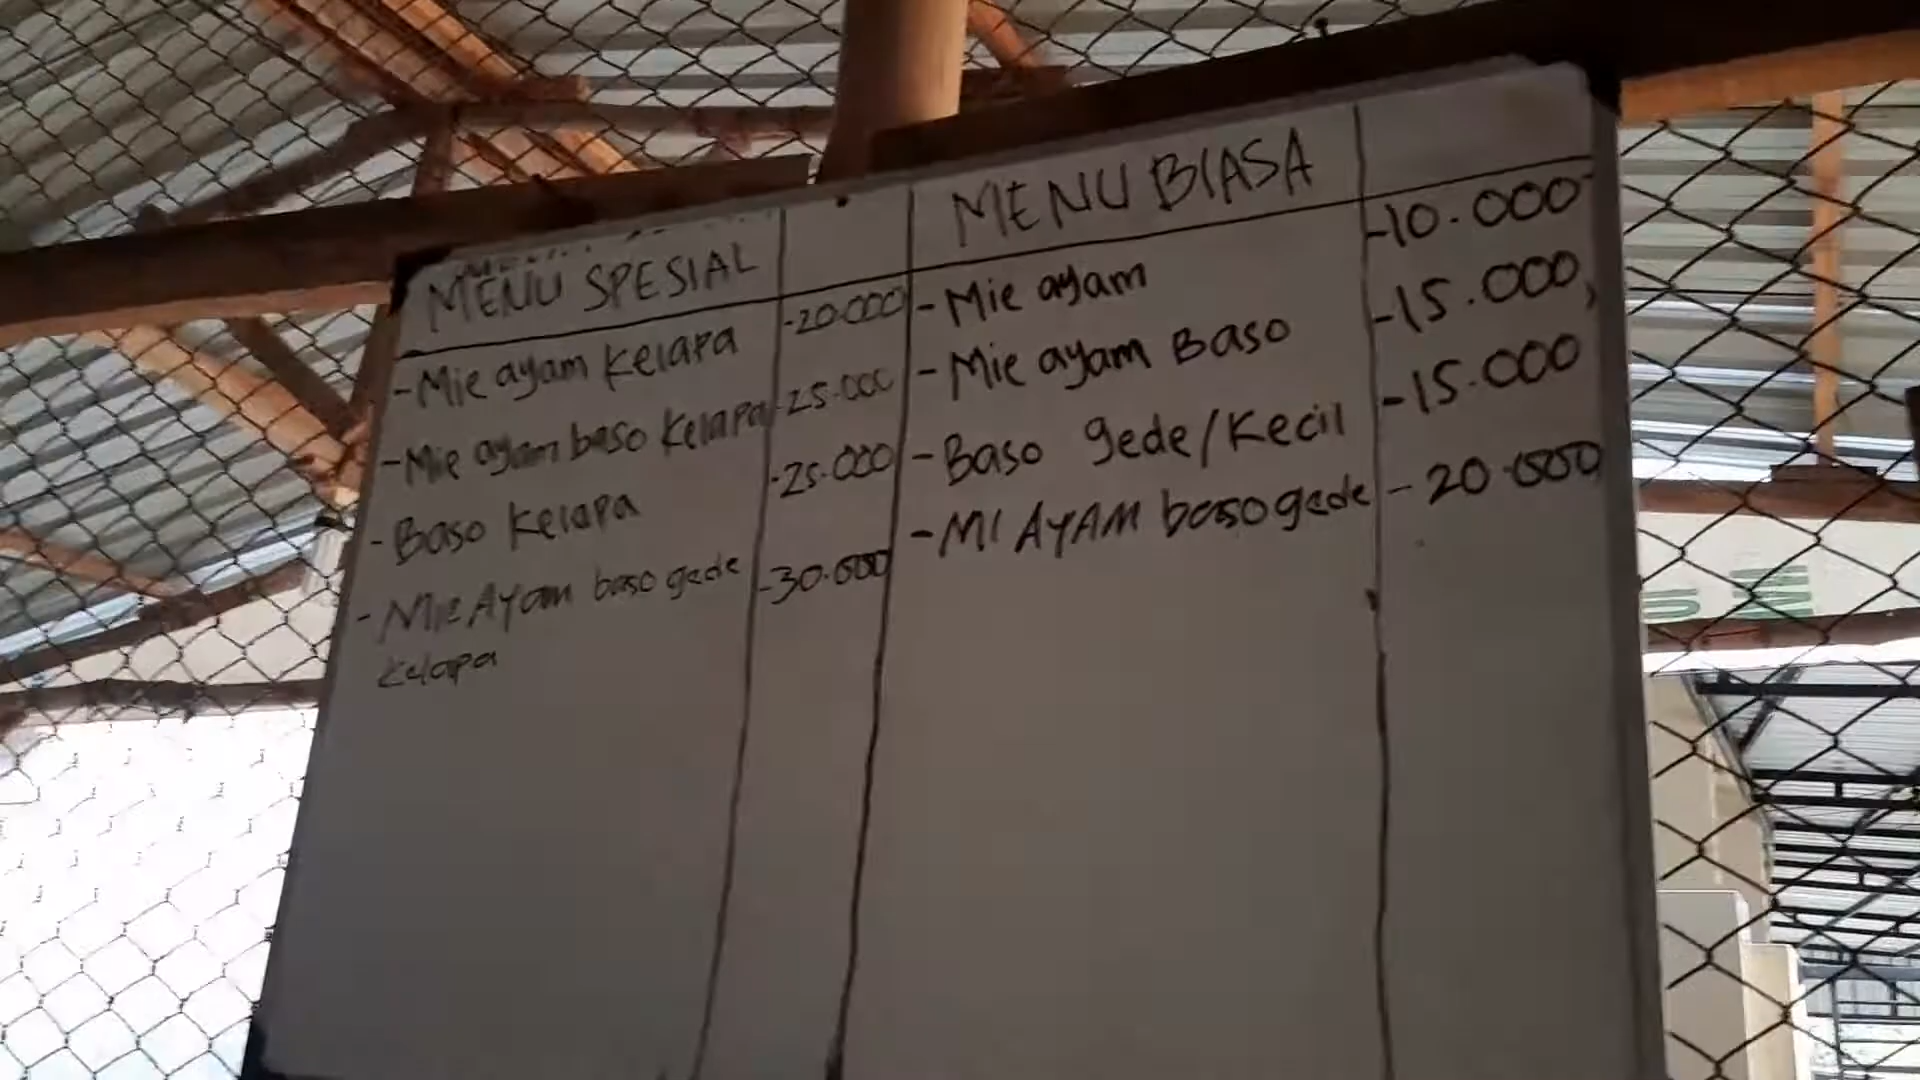 MENU SPESIAL
- Mie ayam kelapa -20.000
- Mie ayam baso kelapa -25.000
- Baso kelapa -25.000
- Mie Ayam baso gede -30.000
kelapa
MENU BIASA
- Mie ayam -10.000
- Mie ayam Baso -15.000,
- Baso gede/kecil -15.000
- MI AYAM baso gede -20.000